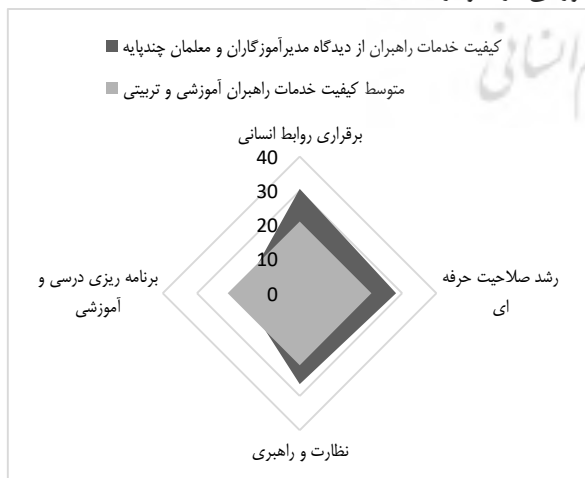 کیفیت خدمات راهبران از دیدگاه مدیرآموزگاران و معلمان چندپایه
متوسط کیفیت خدمات راهبران آموزشی و تربیتی
برقراری روابط انسانی
40
30
20
10
0
رشد صلاحیت حرفه
ای
برنامه ریزی درسی و
آموزشی
نظارت و راهبری